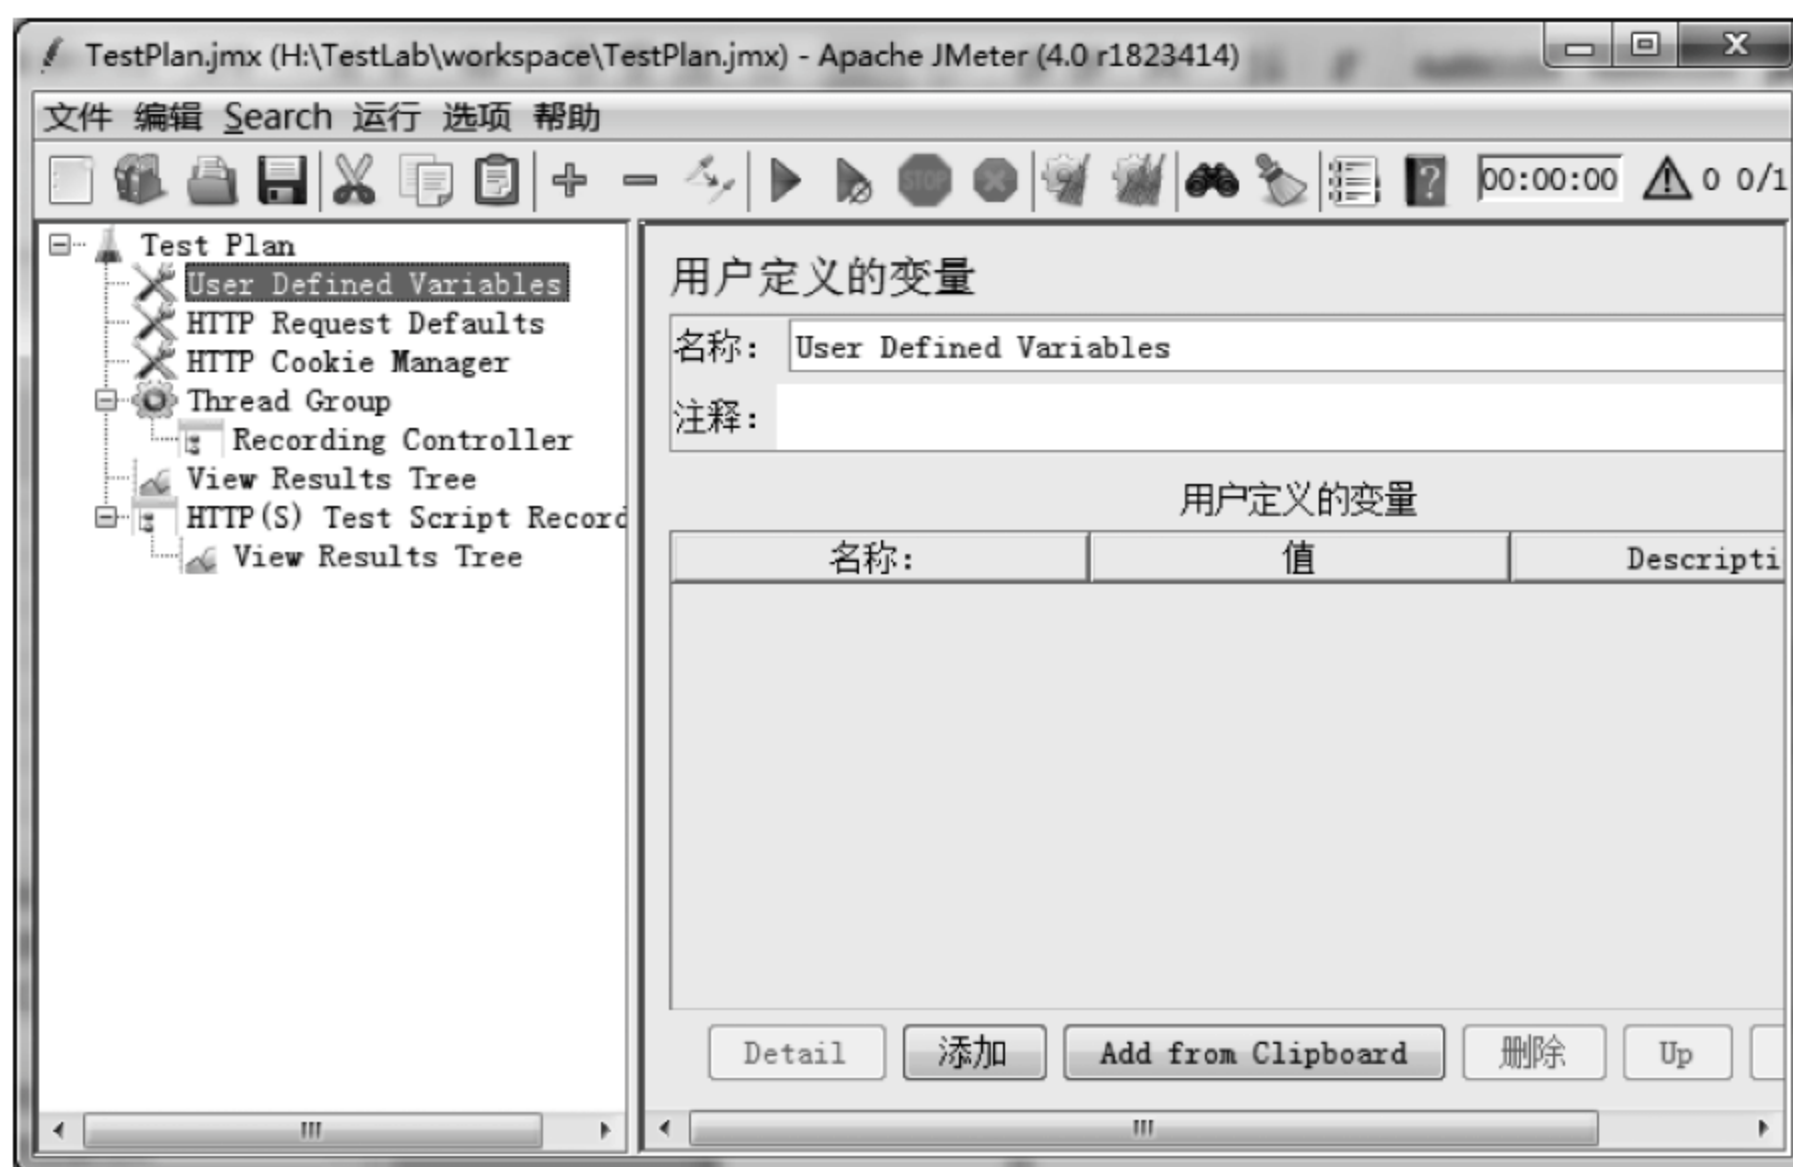 TestPlan.jmx (H:\TestLab\workspace\TestPlan.jmx) - Apache JMeter (4.0 r1823414)
文件 编辑 Search 运行 选项 帮助
STOP
?
00:00:00
0 0/1
Test Plan
User Defined Variables
HTTP Request Defaults
HTTP Cookie Manager
Thread Group
Recording Controller
View Results Tree
HTTP(S) Test Script Record
View Results Tree
用户定义的变量
名称: User Defined Variables
注释:
用户定义的变量
名称: 值 Descripti
Detail 添加 Add from Clipboard 删除 Up